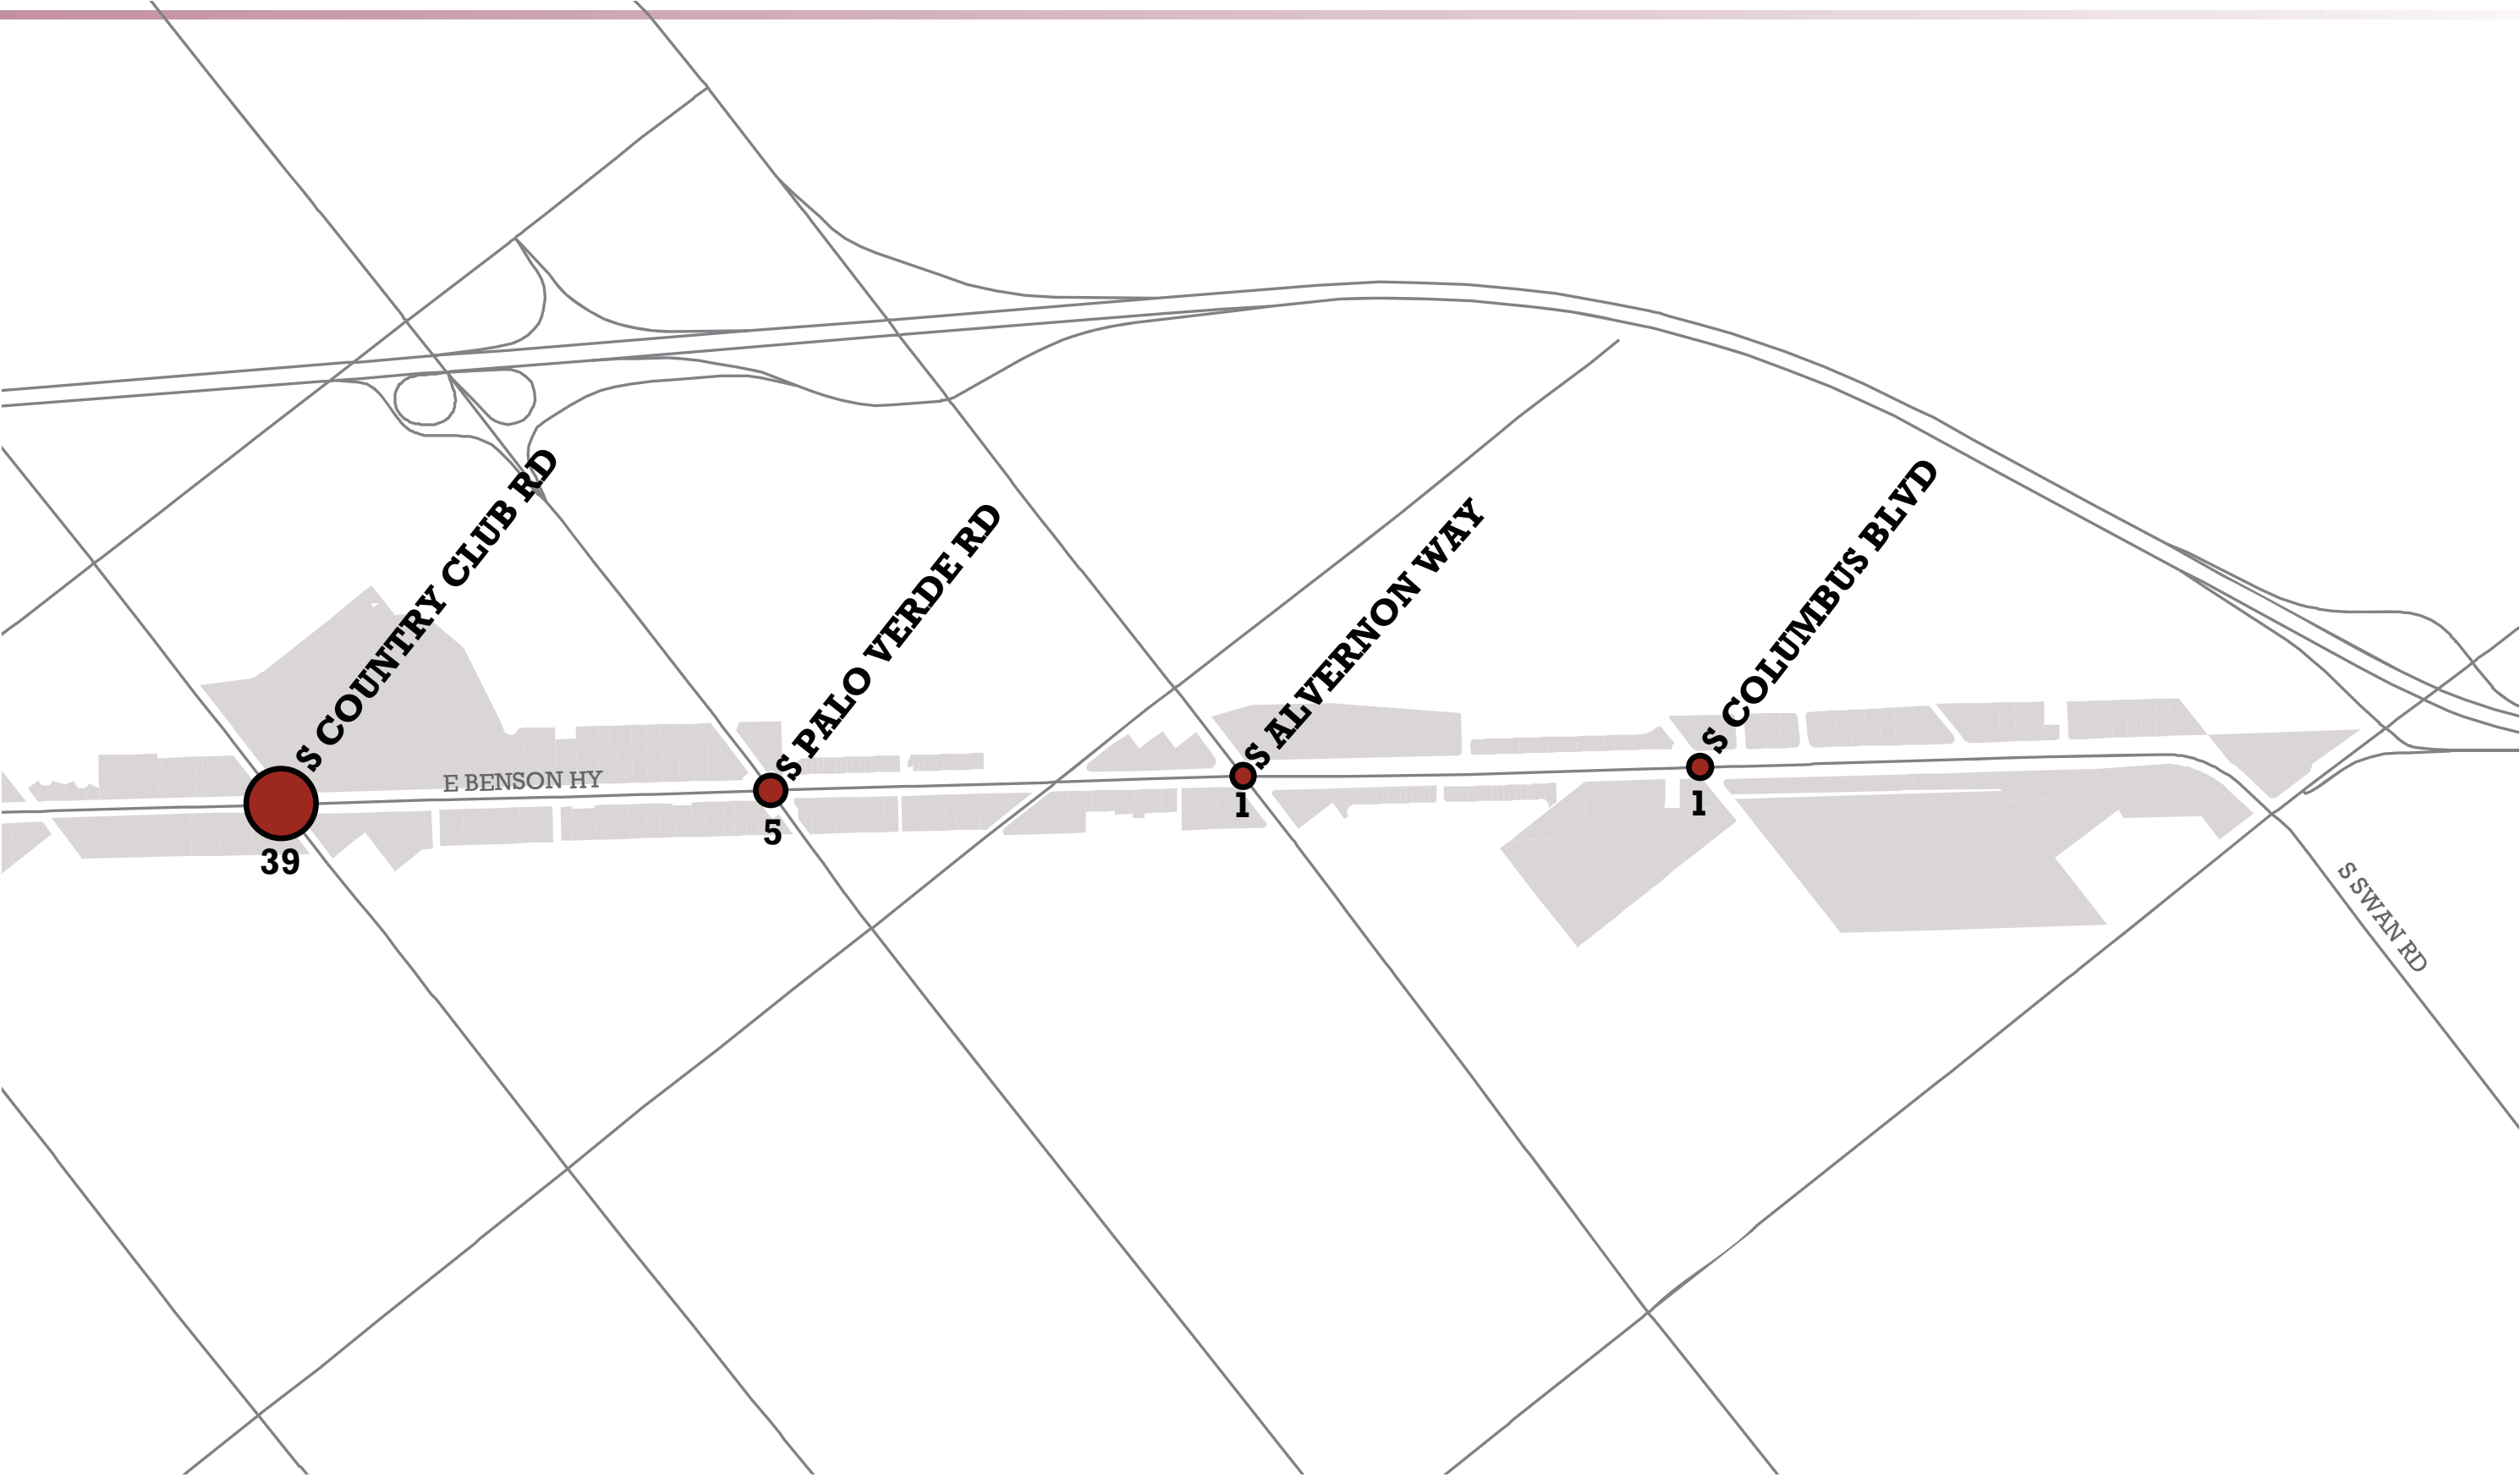 S COUNTRY CLUB RD
S PALO VERDE RD
S ALVERNON WAY
S COLUMBUS BLVD
E BENSON HY
39
5
1
1
S SWAN RD